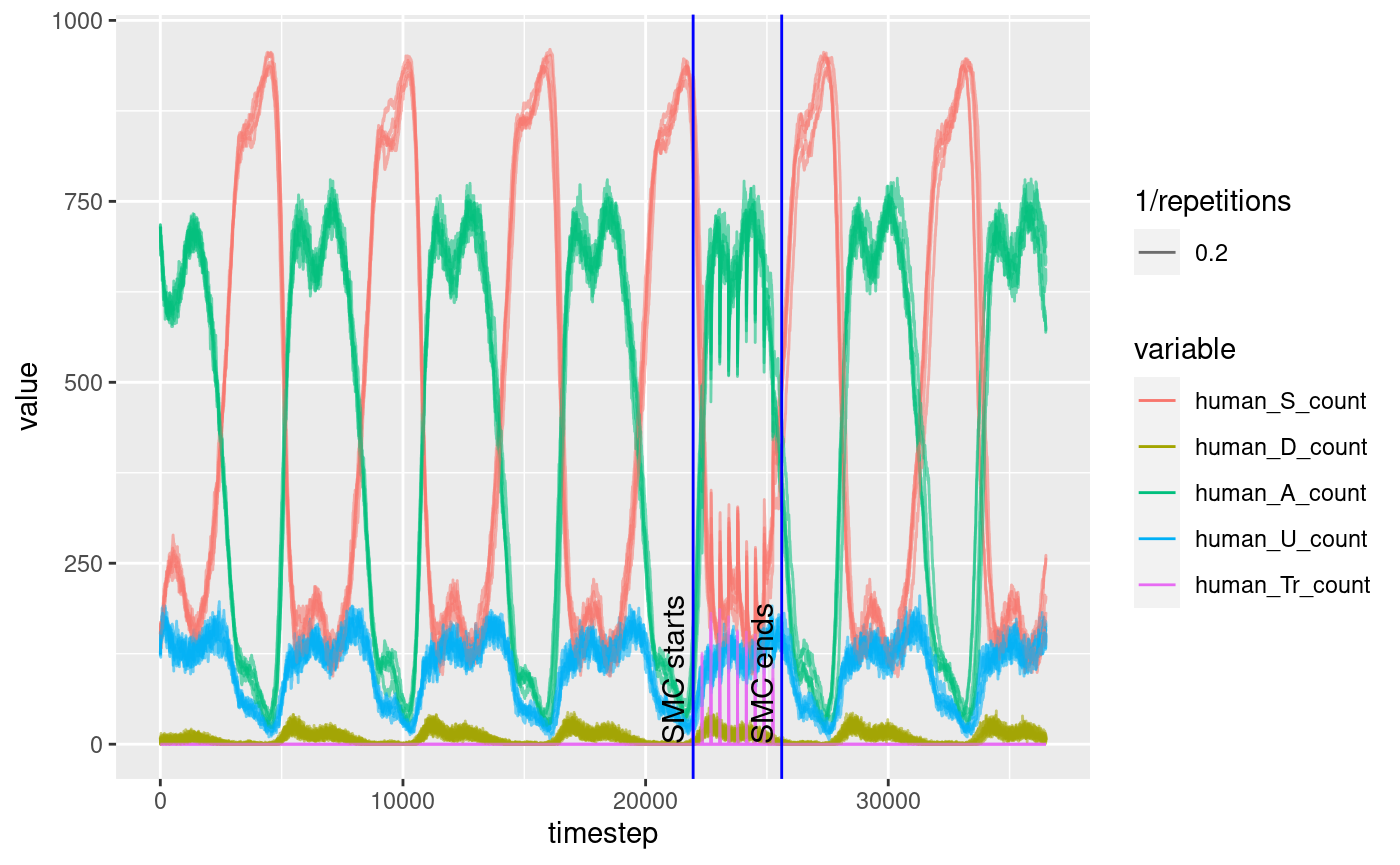 1000
750
500
250
0
value
SMC starts
SMC ends
0
10000
20000
30000
timestep
1/repetitions
0.2
variable
human_S_count
human_D_count
human_A_count
human_U_count
human_Tr_count